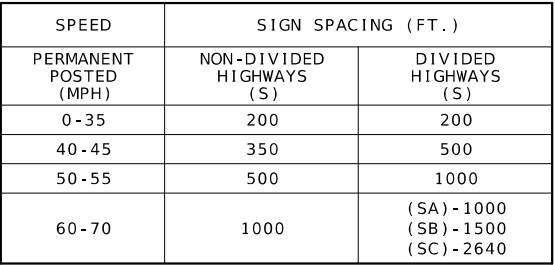 SPEED SIGN SPACING (FT.)
PERMANENT POSTED (MPH) NON-DIVIDED HIGHWAYS (S) DIVIDED HIGHWAYS (S)
0-35 200 200
40-45 350 500
50-55 500 1000
60-70 1000 (SA)-1000
(SB)-1500
(SC)-2640